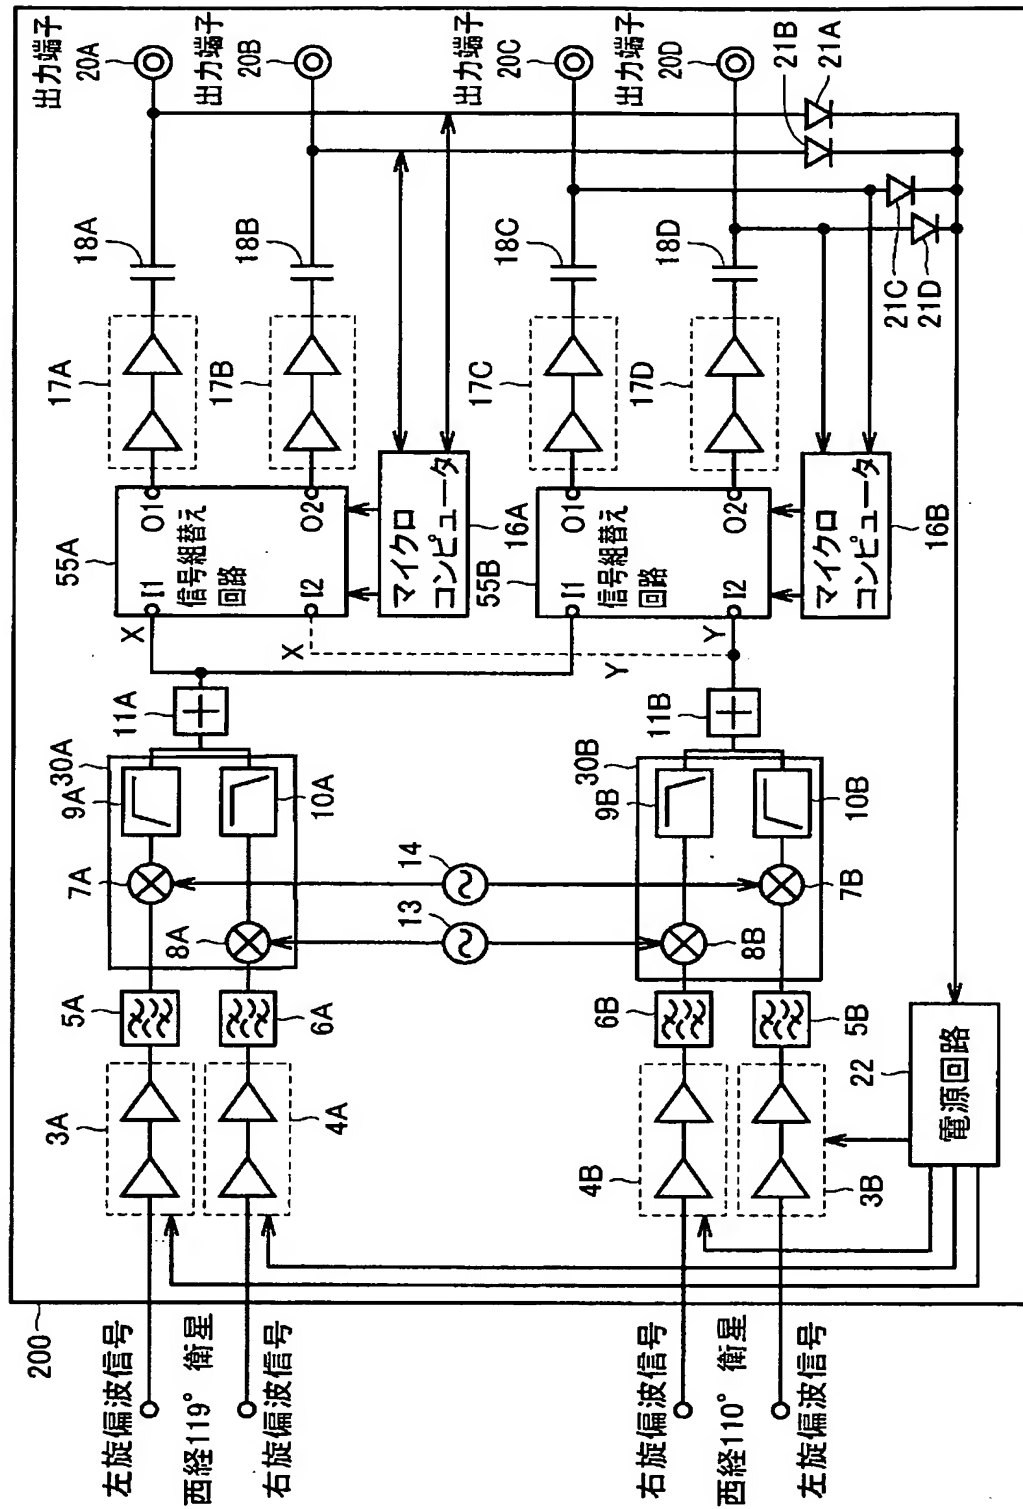 200
左旋偏波信号
西経119° 衛星
右旋偏波信号
右旋偏波信号
西経110° 衛星
左旋偏波信号
3A
4A
4B
3B
5A
6A
6B
5B
22
電源回路
7A
8A
9A
30A
10A
13
14
8B
7B
9B
30B
10B
11A
11B
X
X
Y
Y
55A
I1
O1
信号組替え
回路
I2
O2
マイクロ
コンピュータ
16A
55B
I1
O1
信号組替え
回路
I2
O2
マイクロ
コンピュータ
16B
17A
17B
17C
17D
18A
18B
18C
18D
出力端子
20A
出力端子
20B
出力端子
20C
出力端子
20D
21B
21A
21C
21D